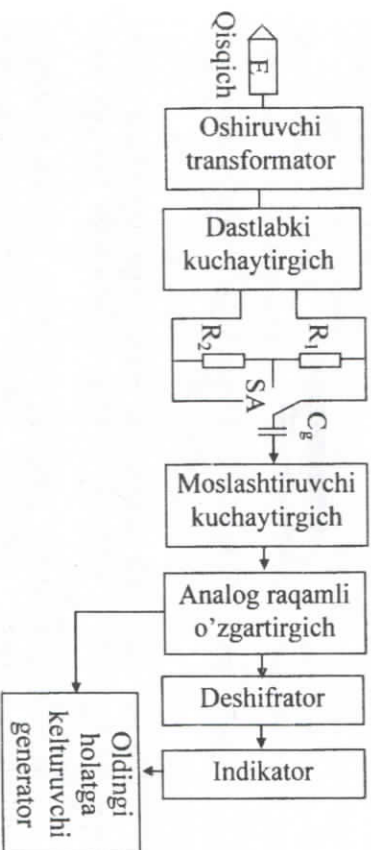 Qisqich
E
Oshiruvchi
transformator
Dastlabki
kuchaytirgich
R₂
R₁
SA
Cg
Moslashtiruvchi
kuchaytirgich
Analog raqamli
o'zgartirgich
Deshifrator
Indikator
Oldingi
holatga
kelturuvchi
generator